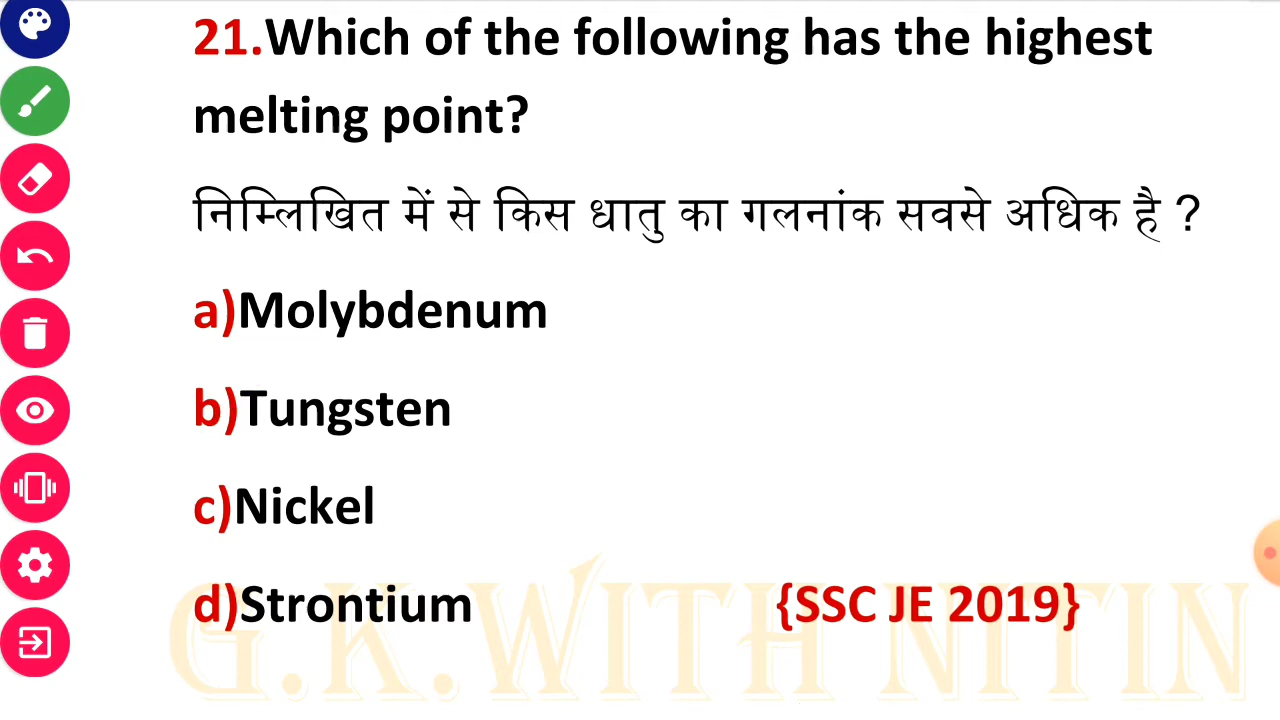 21.Which of the following has the highest
melting point?
निम्लिखित में से किस धातु का गलनांक सवसे अधिक है ?
a)Molybdenum
b)Tungsten
c)Nickel
d)Strontium {SSC JE 2019}
G.K.WITH NITIN